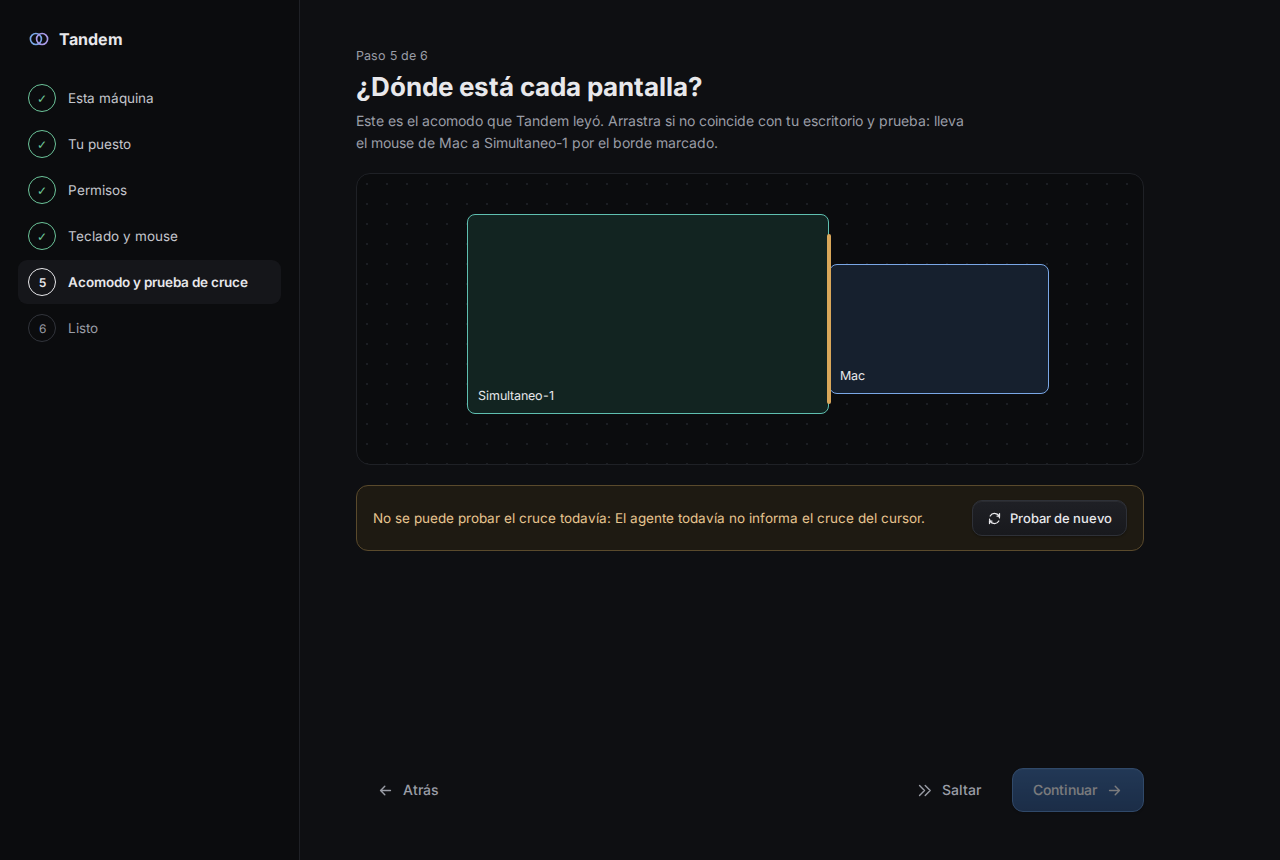 Tandem
✓ Esta máquina
✓ Tu puesto
✓ Permisos
✓ Teclado y mouse
5 Acomodo y prueba de cruce
6 Listo
Paso 5 de 6
¿Dónde está cada pantalla?
Este es el acomodo que Tandem leyó. Arrastra si no coincide con tu escritorio y prueba: lleva
el mouse de Mac a Simultaneo-1 por el borde marcado.
Mac
Simultaneo-1
No se puede probar el cruce todavía: El agente todavía no informa el cruce del cursor.
Probar de nuevo
Atrás
Saltar
Continuar